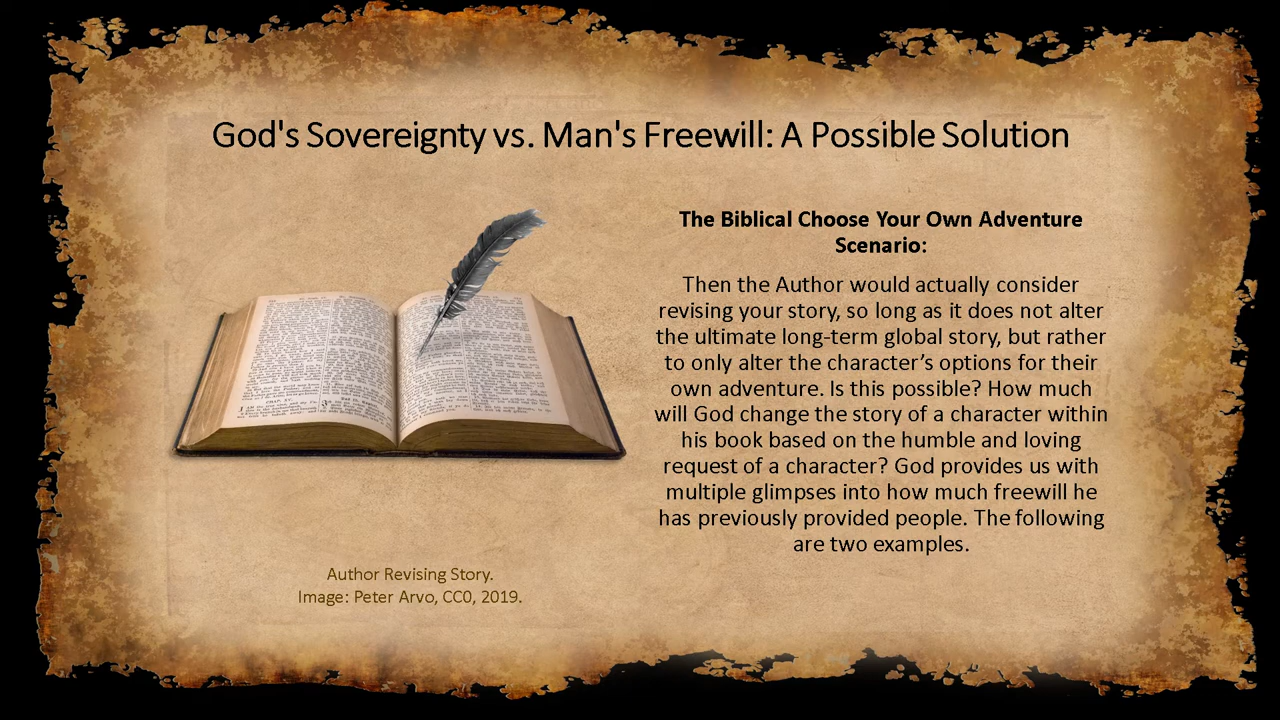 God's Sovereignty vs. Man's Freewill: A Possible Solution
The Biblical Choose Your Own Adventure
Scenario:
Then the Author would actually consider
revising your story, so long as it does not alter
the ultimate long-term global story, but rather
to only alter the character’s options for their
own adventure. Is this possible? How much
will God change the story of a character within
his book based on the humble and loving
request of a character? God provides us with
multiple glimpses into how much freewill he
has previously provided people. The following
are two examples.
Author Revising Story.
Image: Peter Arvo, CC0, 2019.